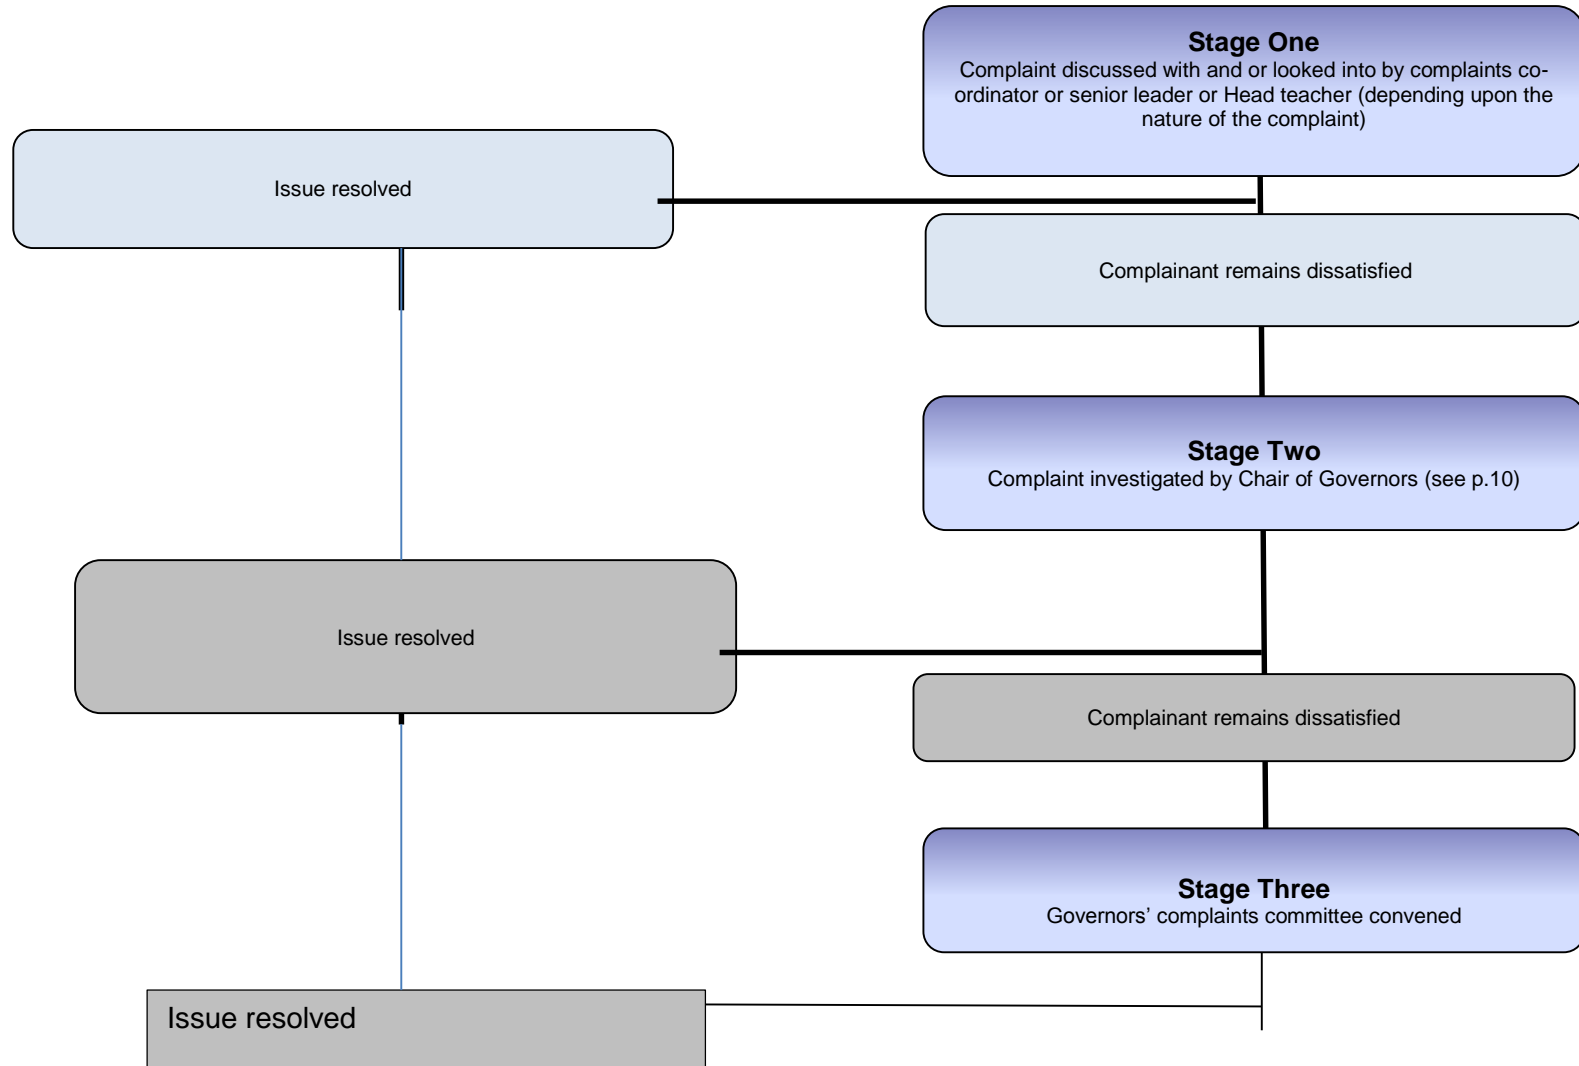 Stage One
Complaint discussed with and or looked into by complaints co-
ordinator or senior leader or Head teacher (depending upon the
nature of the complaint)
Issue resolved
Complainant remains dissatisfied
Stage Two
Complaint investigated by Chair of Governors (see p.10)
Issue resolved
Complainant remains dissatisfied
Stage Three
Governors’ complaints committee convened
Issue resolved